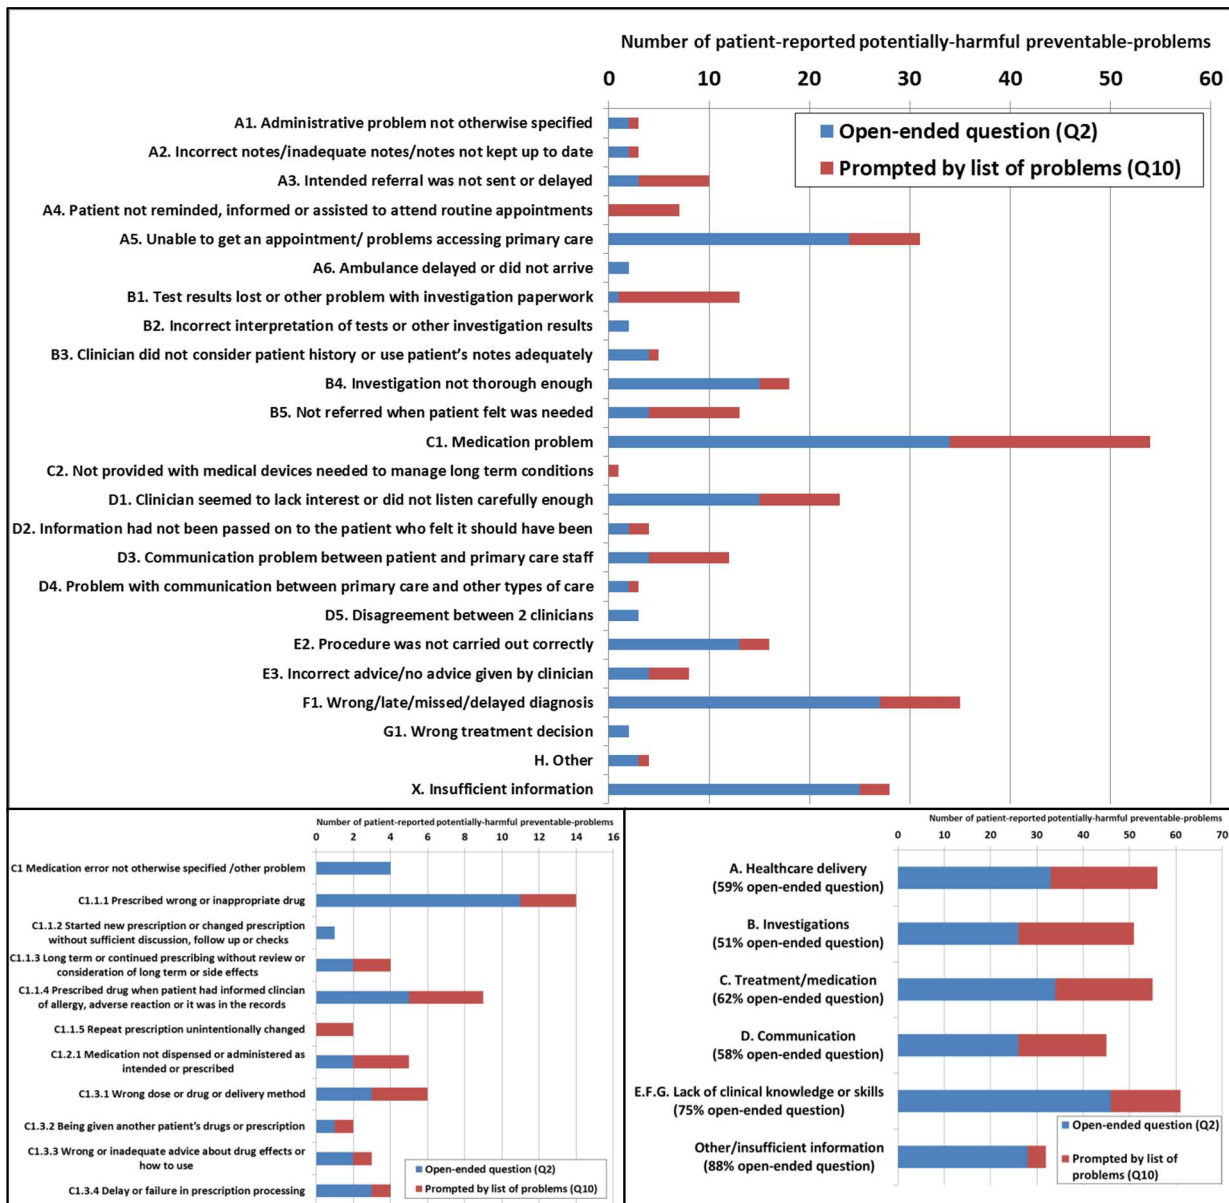 Number of patient-reported potentially-harmful preventable-problems
0 10 20 30 40 50 60
Open-ended question (Q2)
Prompted by list of problems (Q10)
A1. Administrative problem not otherwise specified
A2. Incorrect notes/inadequate notes/notes not kept up to date
A3. Intended referral was not sent or delayed
A4. Patient not reminded, informed or assisted to attend routine appointments
A5. Unable to get an appointment/ problems accessing primary care
A6. Ambulance delayed or did not arrive
B1. Test results lost or other problem with investigation paperwork
B2. Incorrect interpretation of tests or other investigation results
B3. Clinician did not consider patient history or use patient's notes adequately
B4. Investigation not thorough enough
B5. Not referred when patient felt was needed
C1. Medication problem
C2. Not provided with medical devices needed to manage long term conditions
D1. Clinician seemed to lack interest or did not listen carefully enough
D2. Information had not been passed on to the patient who felt it should have been
D3. Communication problem between patient and primary care staff
D4. Problem with communication between primary care and other types of care
D5. Disagreement between 2 clinicians
E2. Procedure was not carried out correctly
E3. Incorrect advice/no advice given by clinician
F1. Wrong/late/missed/delayed diagnosis
G1. Wrong treatment decision
H. Other
X. Insufficient information
Number of patient-reported potentially-harmful preventable-problems
0 2 4 6 8 10 12 14 16
C1 Medication error not otherwise specified /other problem
C1.1.1 Prescribed wrong or inappropriate drug
C1.1.2 Started new prescription or changed prescription
without sufficient discussion, follow up or checks
C1.1.3 Long term or continued prescribing without review or
consideration of long term or side effects
C1.1.4 Prescribed drug when patient had informed clincian
of allergy, adverse reaction or it was in the records
C1.1.5 Repeat prescription unintentionally changed
C1.2.1 Medication not dispensed or administered as
intended or prescribed
C1.3.1 Wrong dose or drug or delivery method
C1.3.2 Being given another patient's drugs or prescription
C1.3.3 Wrong or inadequate advice about drug effects or
how to use
C1.3.4 Delay or failure in prescription processing
Open-ended question (Q2)
Prompted by list of problems (Q10)
Number of patient-reported potentially-harmful preventable-problems
0 10 20 30 40 50 60 70
A. Healthcare delivery
(59% open-ended question)
B. Investigations
(51% open-ended question)
C. Treatment/medication
(62% open-ended question)
D. Communication
(58% open-ended question)
E.F.G. Lack of clinical knowledge or skills
(75% open-ended question)
Other/insufficient information
(88% open-ended question)
Open-ended question (Q2)
Prompted by list of
problems (Q10)